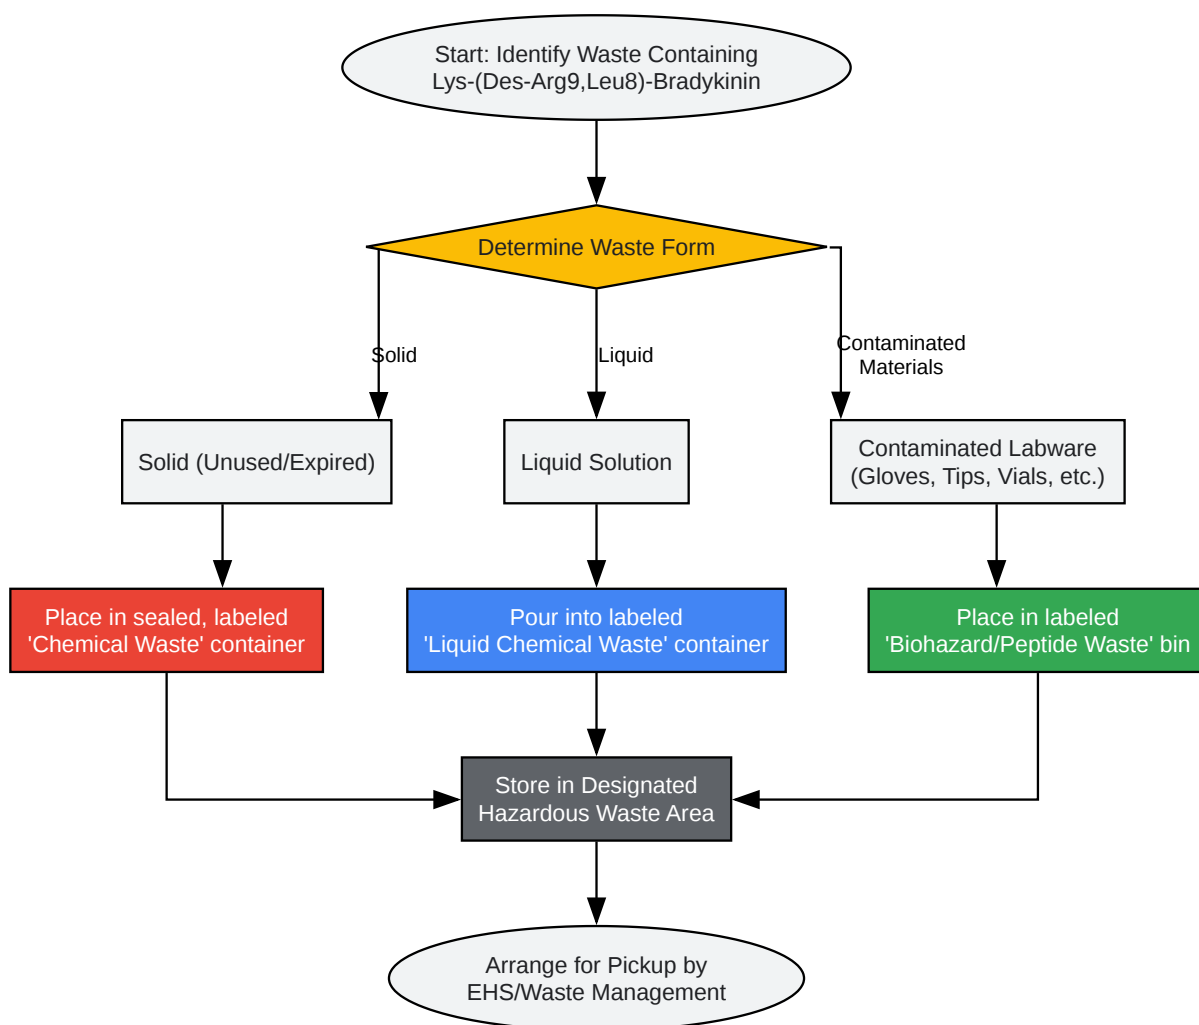 Start: Identify Waste Containing
Lys-(Des-Arg9,Leu8)-Bradykinin
Determine Waste Form
Solid
Liquid
Contaminated
Materials
Solid (Unused/Expired)
Liquid Solution
Contaminated Labware
(Gloves, Tips, Vials, etc.)
Place in sealed, labeled
'Chemical Waste' container
Pour into labeled
'Liquid Chemical Waste' container
Place in labeled
'Biohazard/Peptide Waste' bin
Store in Designated
Hazardous Waste Area
Arrange for Pickup by
EHS/Waste Management